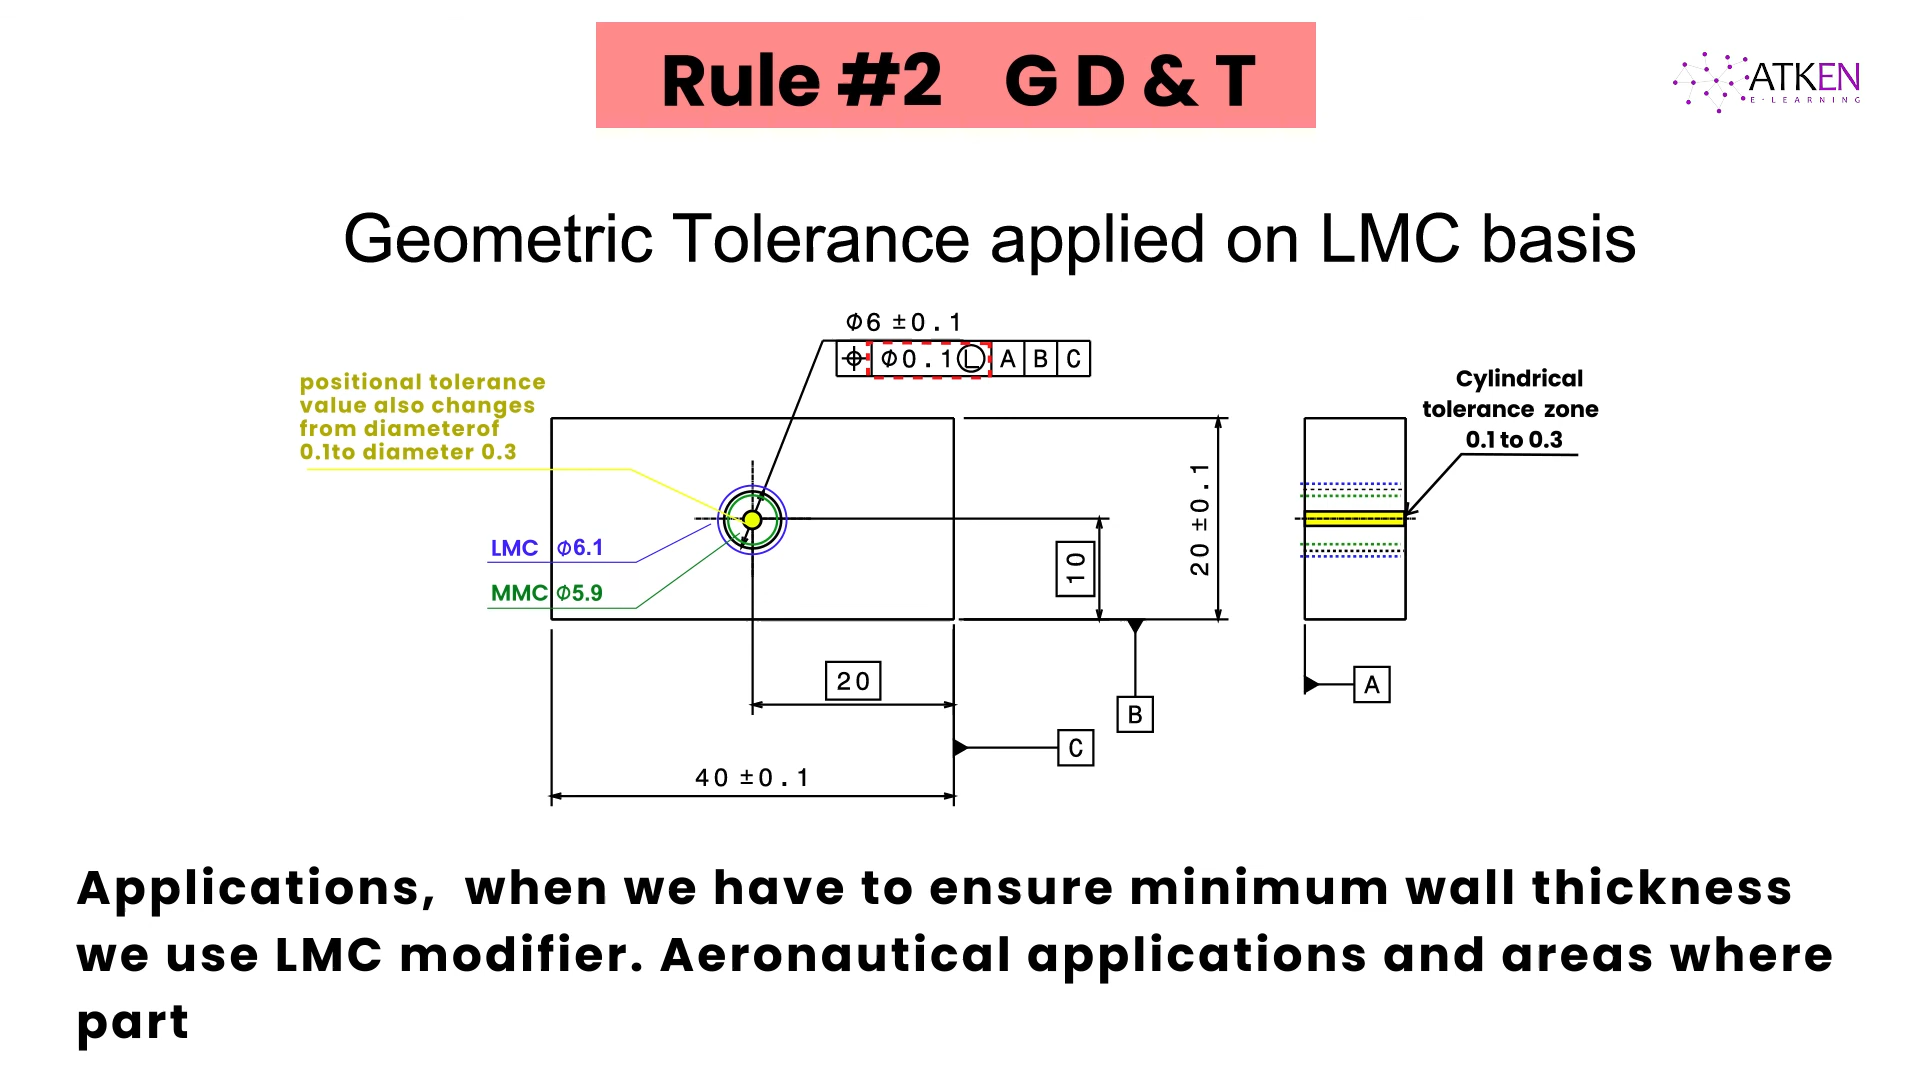 Rule #2 G D & T
ATKEN
E-LEARNING
Geometric Tolerance applied on LMC basis
Φ6 ±0.1
⌖ Φ0.1Ⓛ A B C
positional tolerance
value also changes
from diameterof
0.1to diameter 0.3
Cylindrical
tolerance zone
0.1 to 0.3
LMC Φ6.1
MMC Φ5.9
10
20 ±0.1
20
A
B
C
40 ±0.1
Applications, when we have to ensure minimum wall thickness
we use LMC modifier. Aeronautical applications and areas where
part